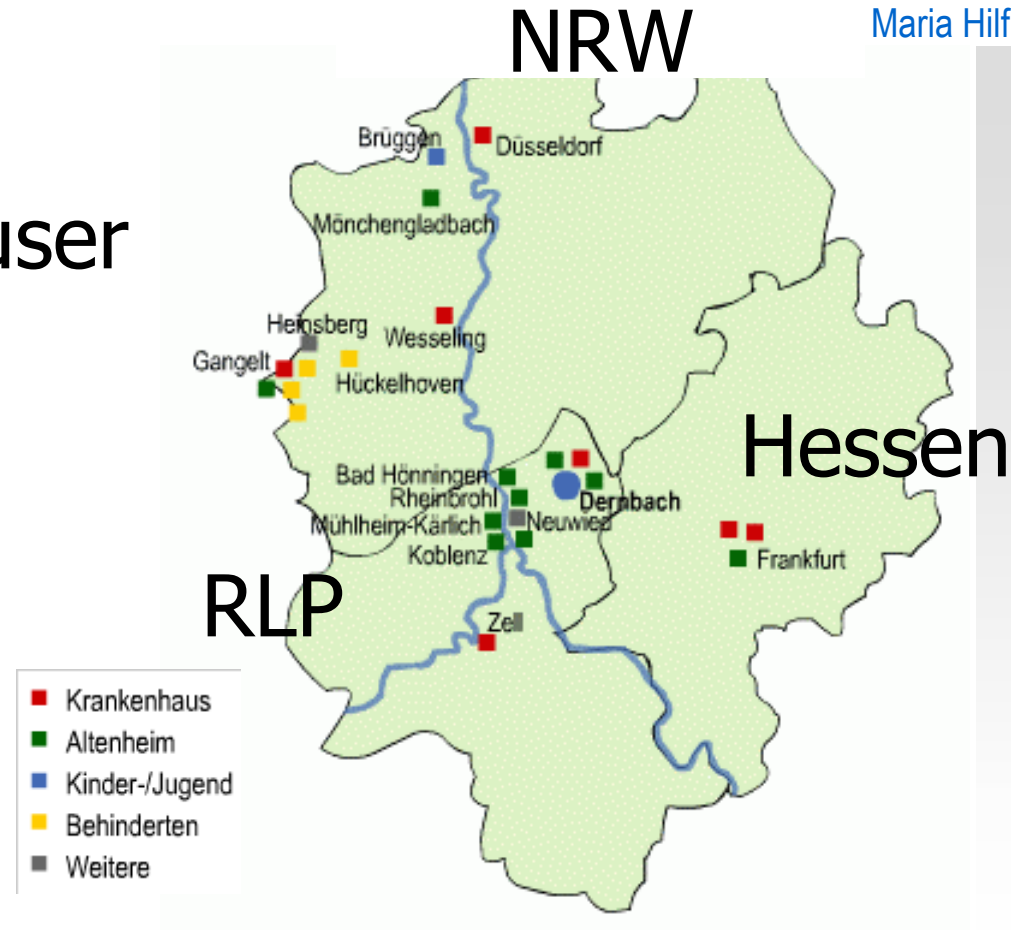 Maria Hilf
NRW
Brüggen
Düsseldorf
Mönchengladbach
Heinsberg
Wesseling
Gangelt
Hückelhoven
Hessen
Bad Hönningen
Rheinbrohl
Dernbach
Mühlheim-Kärlich
Neuwied
Koblenz
Frankfurt
RLP
Zell
Krankenhaus
Altenheim
Kinder-/Jugend
Behinderten
Weitere